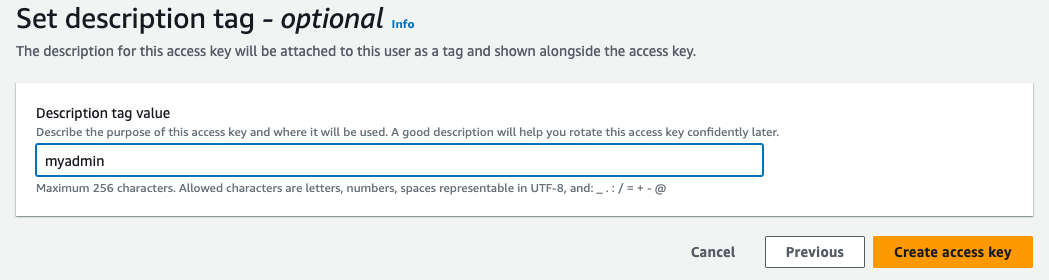 Set description tag - optional Info
The description for this access key will be attached to this user as a tag and shown alongside the access key.
Description tag value
Describe the purpose of this access key and where it will be used. A good description will help you rotate this access key confidently later.
myadmin
Maximum 256 characters. Allowed characters are letters, numbers, spaces representable in UTF-8, and: _ . : / = + - @
Cancel Previous Create access key